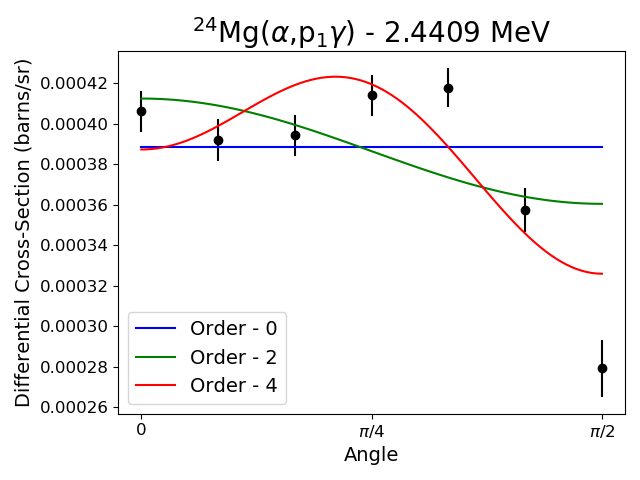 ²⁴Mg(α,p₁γ) - 2.4409 MeV
Differential Cross-Section (barns/sr)
0.00042
0.00040
0.00038
0.00036
0.00034
0.00032
0.00030
0.00028
0.00026
Order - 0
Order - 2
Order - 4
0
π/4
π/2
Angle